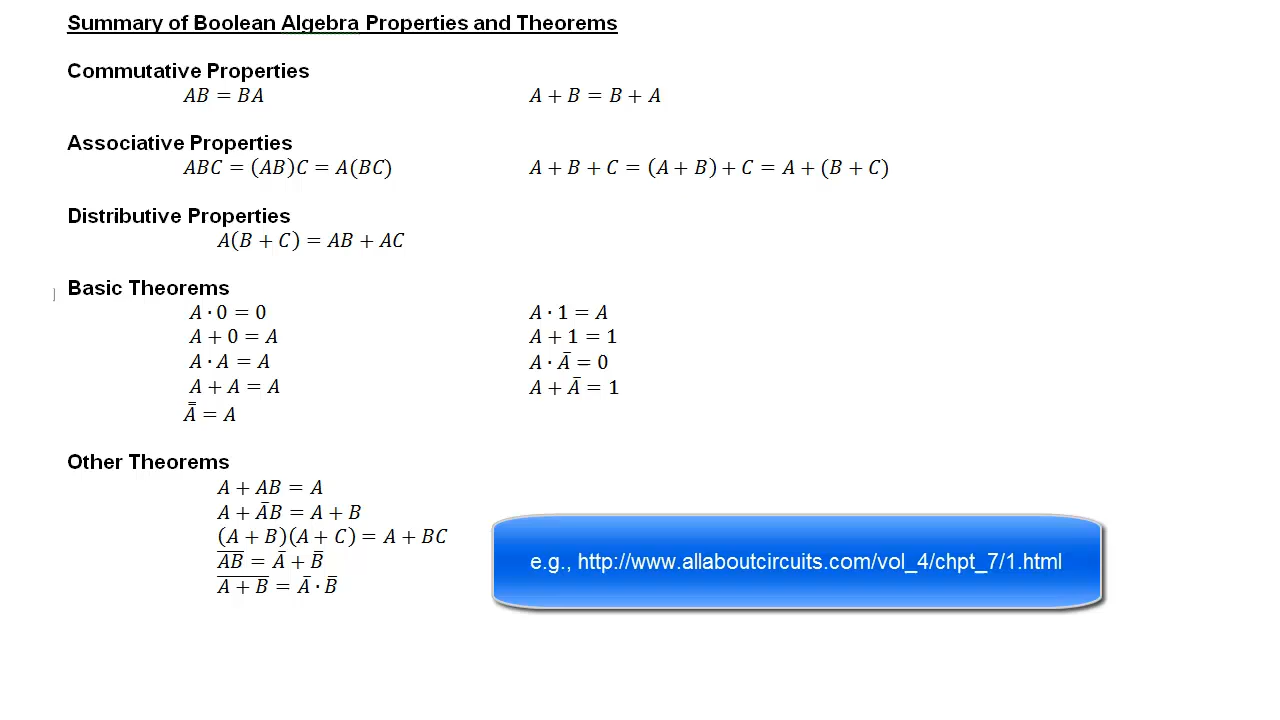 Summary of Boolean Algebra Properties and Theorems
Commutative Properties
AB = BA A + B = B + A
Associative Properties
ABC = (AB)C = A(BC) A + B + C = (A + B) + C = A + (B + C)
Distributive Properties
A(B + C) = AB + AC
Basic Theorems
A · 0 = 0 A · 1 = A
A + 0 = A A + 1 = 1
A · A = A A · A̅ = 0
A + A = A A + A̅ = 1
A̿ = A
Other Theorems
A + AB = A
A + A̅B = A + B
(A + B)(A + C) = A + BC
A̅B̅ = A̅ + B̅
A̅ ̅+̅ ̅B̅ = A̅ · B̅
e.g., http://www.allaboutcircuits.com/vol_4/chpt_7/1.html